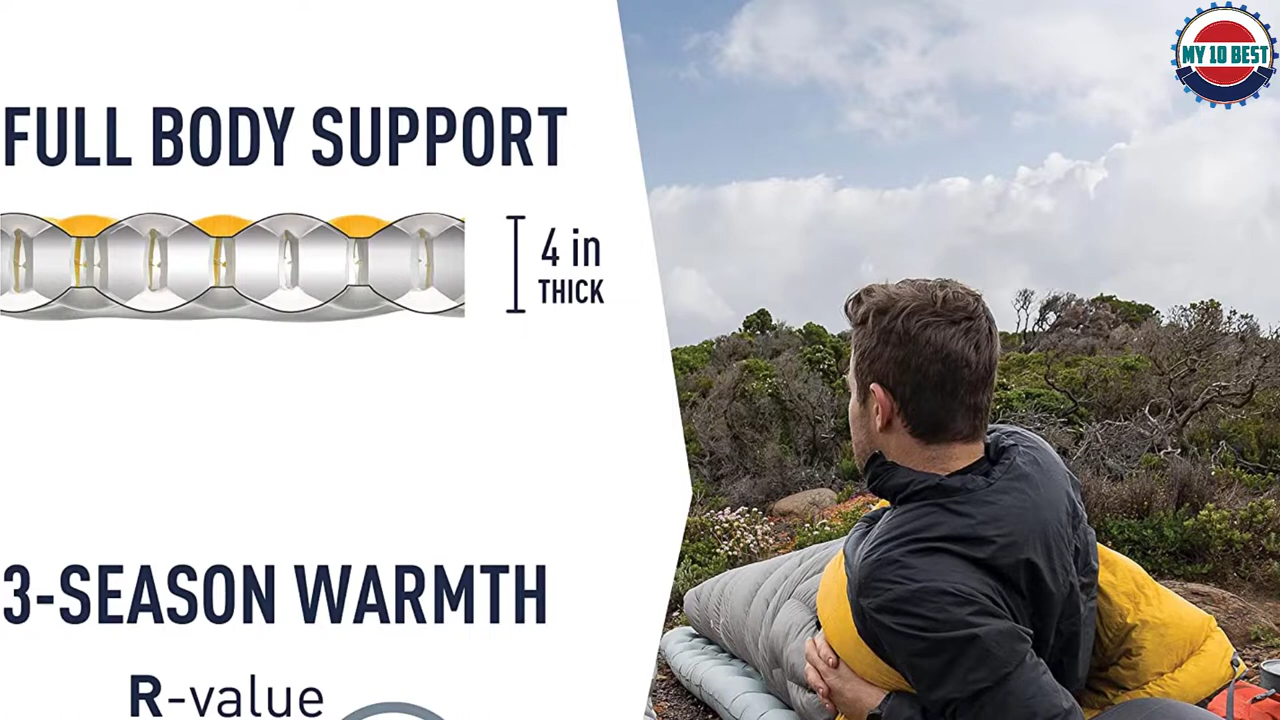 MY 10 BEST
FULL BODY SUPPORT
4 in
THICK
3-SEASON WARMTH
R-value